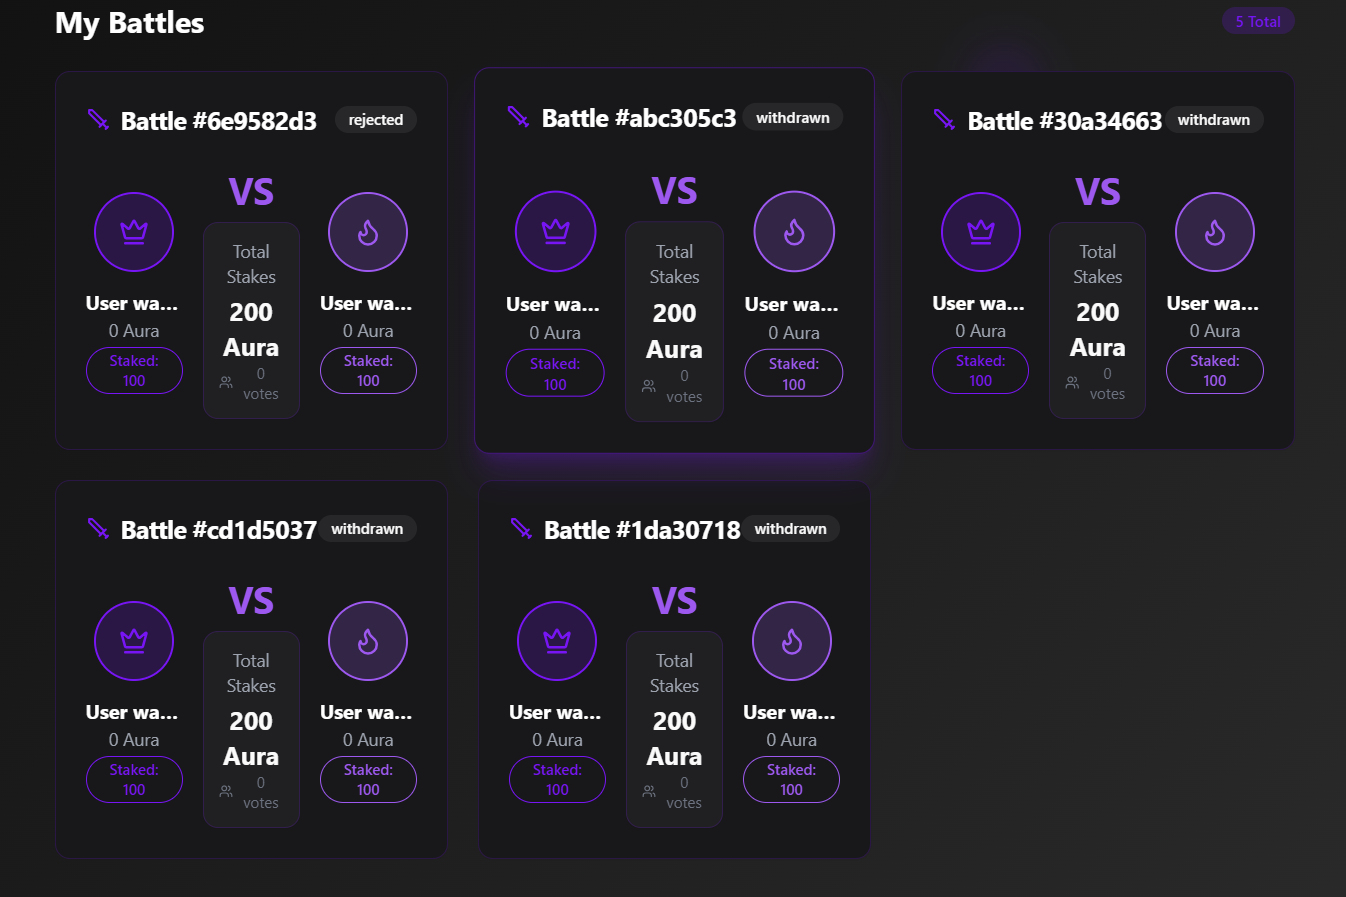 My Battles
5 Total
Battle #6e9582d3
rejected
VS
Total
Stakes
200
Aura
0
votes
User wa...
0 Aura
Staked:
100
User wa...
0 Aura
Staked:
100
Battle #abc305c3
withdrawn
VS
Total
Stakes
200
Aura
0
votes
User wa...
0 Aura
Staked:
100
User wa...
0 Aura
Staked:
100
Battle #30a34663
withdrawn
VS
Total
Stakes
200
Aura
0
votes
User wa...
0 Aura
Staked:
100
User wa...
0 Aura
Staked:
100
Battle #cd1d5037
withdrawn
VS
Total
Stakes
200
Aura
0
votes
User wa...
0 Aura
Staked:
100
User wa...
0 Aura
Staked:
100
Battle #1da30718
withdrawn
VS
Total
Stakes
200
Aura
0
votes
User wa...
0 Aura
Staked:
100
User wa...
0 Aura
Staked:
100